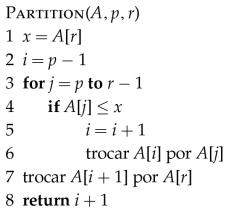 PARTITION(A, p, r)
1 x = A[r]
2 i = p − 1
3 for j = p to r − 1
4 if A[j] ≤ x
5 i = i + 1
6 trocar A[i] por A[j]
7 trocar A[i + 1] por A[r]
8 return i + 1